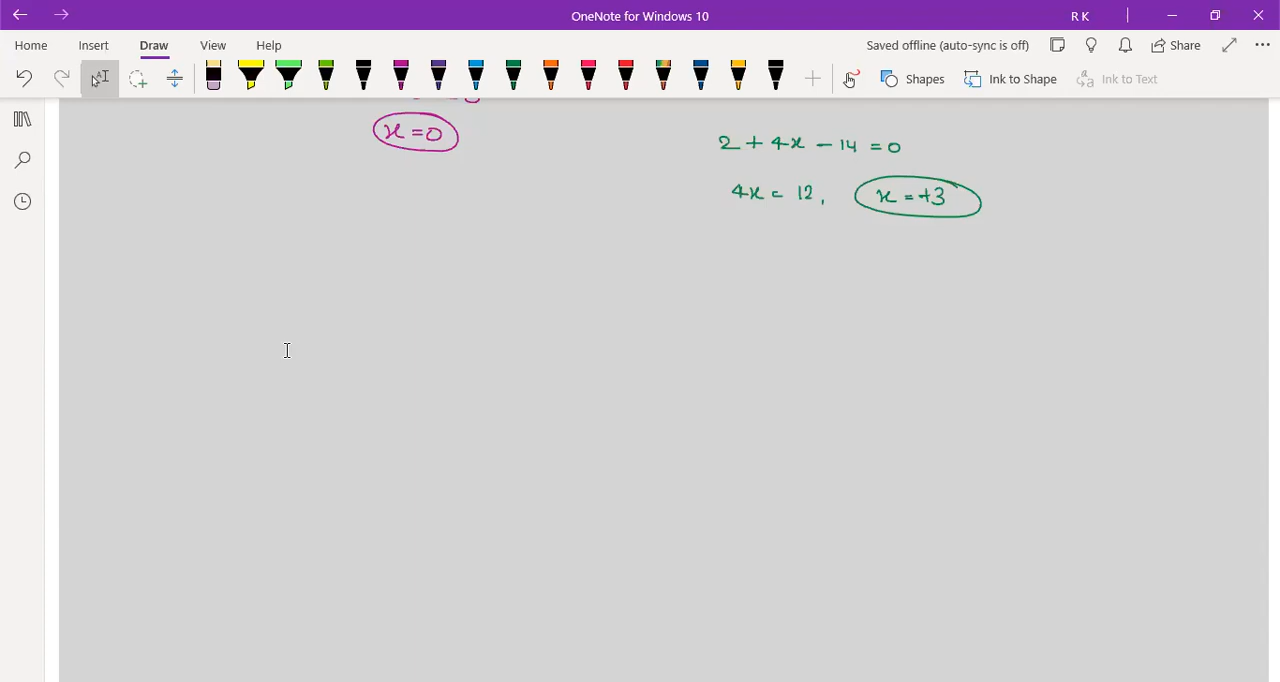 OneNote for Windows 10
R K
Home Insert Draw View Help
Saved offline (auto-sync is off)
Share
Shapes
Ink to Shape
Ink to Text
x = 0
2 + 4x - 14 = 0
4x = 12, x = +3